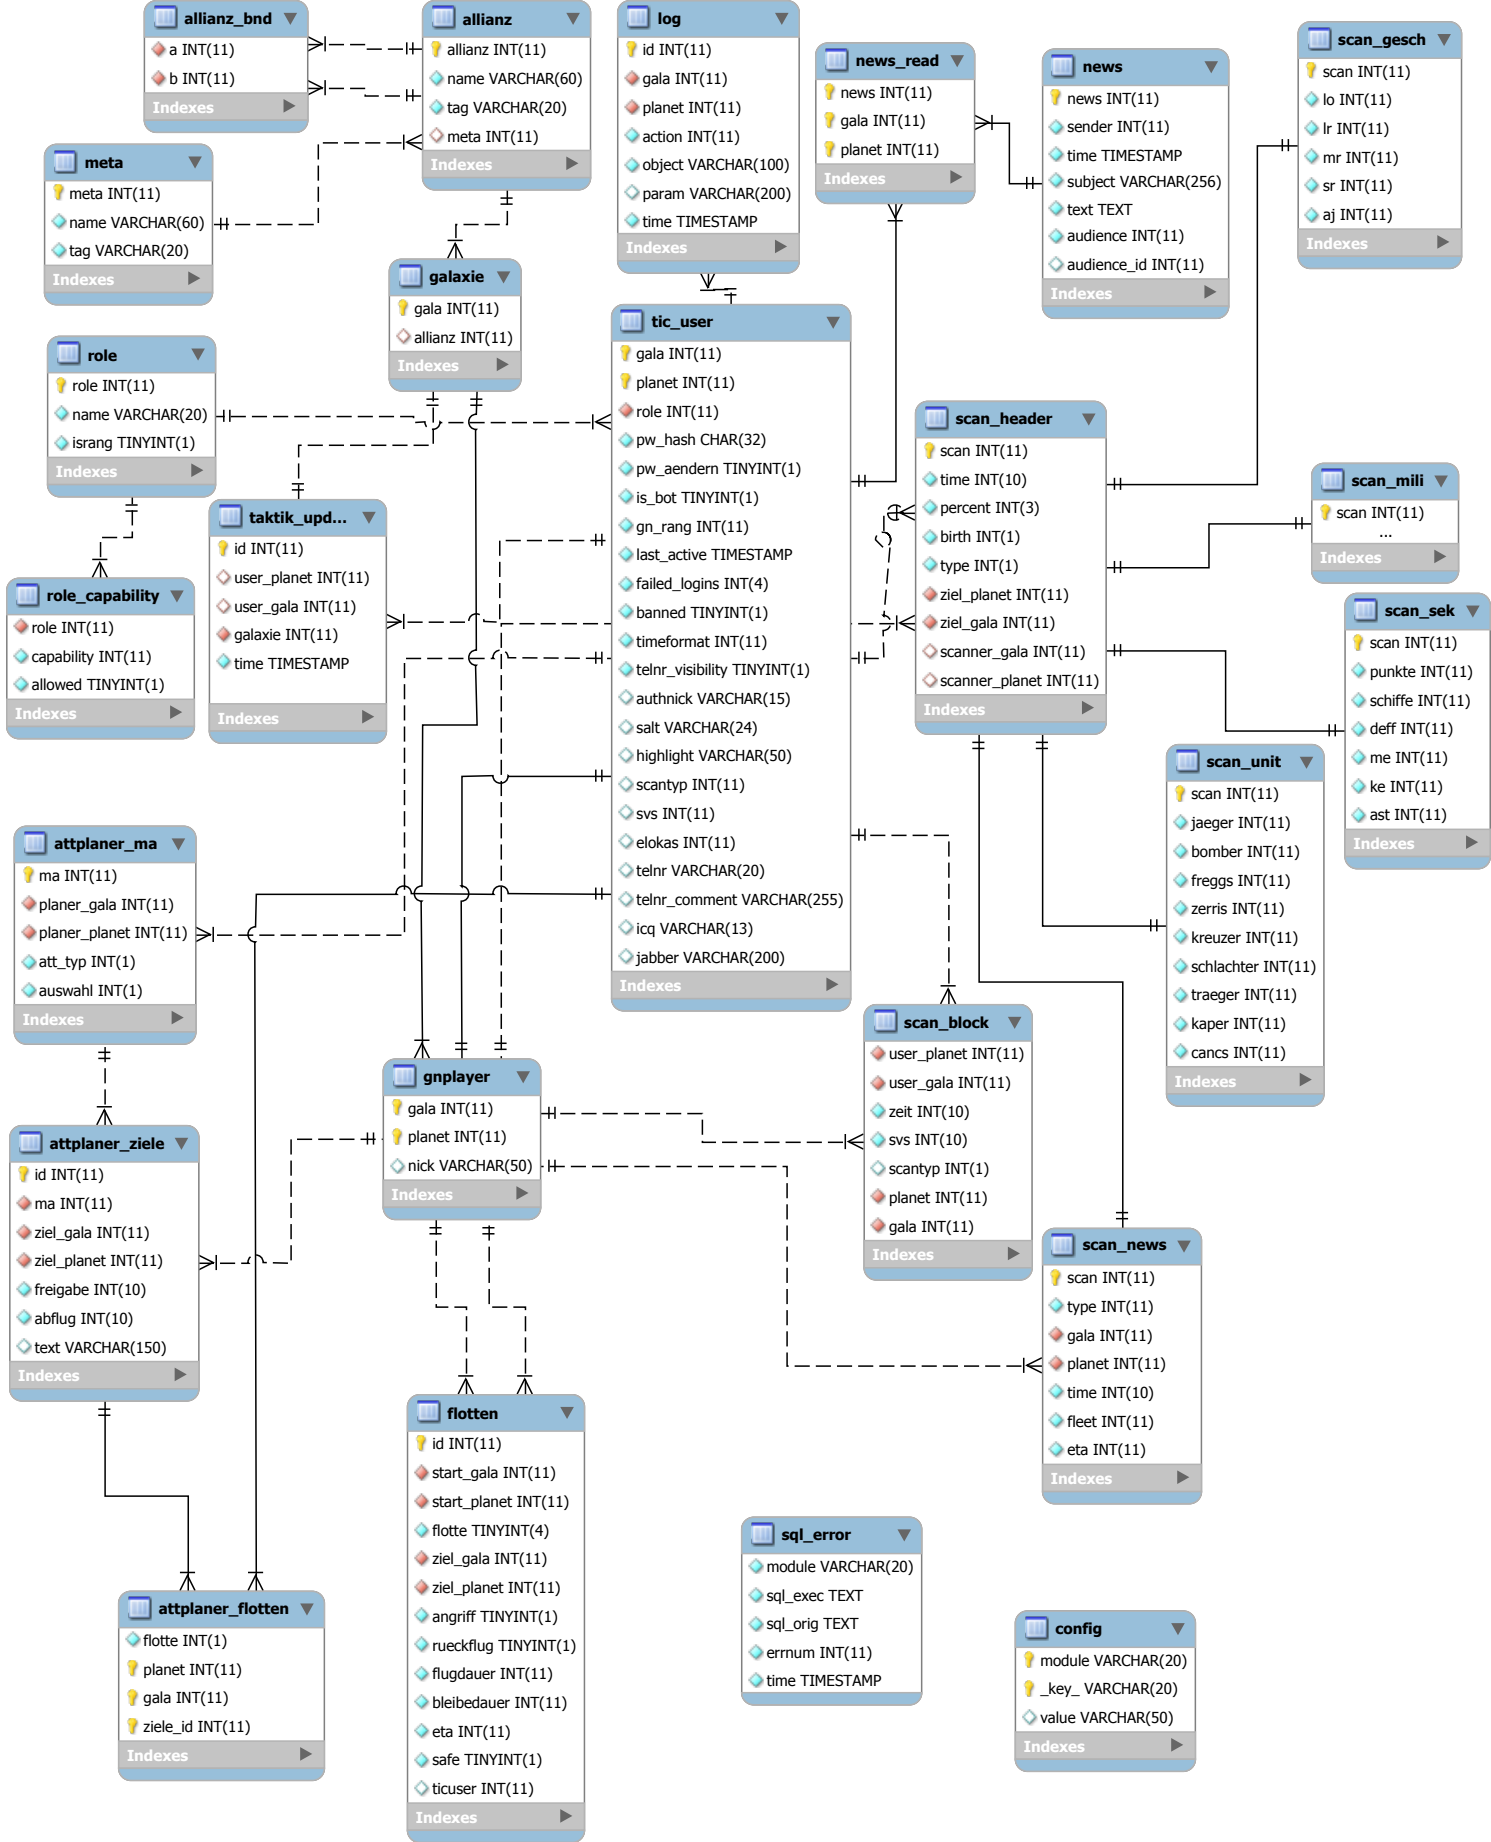 allianz_bnd
a INT(11)
b INT(11)
Indexes
allianz
allianz INT(11)
name VARCHAR(60)
tag VARCHAR(20)
meta INT(11)
Indexes
log
id INT(11)
gala INT(11)
planet INT(11)
action INT(11)
object VARCHAR(100)
param VARCHAR(200)
time TIMESTAMP
Indexes
news_read
news INT(11)
gala INT(11)
planet INT(11)
Indexes
news
news INT(11)
sender INT(11)
time TIMESTAMP
subject VARCHAR(256)
text TEXT
audience INT(11)
audience_id INT(11)
Indexes
scan_gesch
scan INT(11)
lo INT(11)
lr INT(11)
mr INT(11)
sr INT(11)
aj INT(11)
Indexes
meta
meta INT(11)
name VARCHAR(60)
tag VARCHAR(20)
Indexes
galaxie
gala INT(11)
allianz INT(11)
Indexes
role
role INT(11)
name VARCHAR(20)
israng TINYINT(1)
Indexes
tic_user
gala INT(11)
planet INT(11)
role INT(11)
pw_hash CHAR(32)
pw_aendern TINYINT(1)
is_bot TINYINT(1)
gn_rang INT(11)
last_active TIMESTAMP
failed_logins INT(4)
banned TINYINT(1)
timeformat INT(11)
telnr_visibility TINYINT(1)
authnick VARCHAR(15)
salt VARCHAR(24)
highlight VARCHAR(50)
scantyp INT(11)
svs INT(11)
elokas INT(11)
telnr VARCHAR(20)
telnr_comment VARCHAR(255)
icq VARCHAR(13)
jabber VARCHAR(200)
Indexes
scan_header
scan INT(11)
time INT(10)
percent INT(3)
birth INT(1)
type INT(1)
ziel_planet INT(11)
ziel_gala INT(11)
scanner_gala INT(11)
scanner_planet INT(11)
Indexes
scan_mili
scan INT(11)
...
taktik_upd...
id INT(11)
user_planet INT(11)
user_gala INT(11)
galaxie INT(11)
time TIMESTAMP
Indexes
role_capability
role INT(11)
capability INT(11)
allowed TINYINT(1)
Indexes
scan_sek
scan INT(11)
punkte INT(11)
schiffe INT(11)
deff INT(11)
me INT(11)
ke INT(11)
ast INT(11)
Indexes
scan_unit
scan INT(11)
jaeger INT(11)
bomber INT(11)
freggs INT(11)
zerris INT(11)
kreuzer INT(11)
schlachter INT(11)
traeger INT(11)
kaper INT(11)
cancs INT(11)
Indexes
attplaner_ma
ma INT(11)
planer_gala INT(11)
planer_planet INT(11)
att_typ INT(1)
auswahl INT(1)
Indexes
scan_block
user_planet INT(11)
user_gala INT(11)
zeit INT(10)
svs INT(10)
scantyp INT(1)
planet INT(11)
gala INT(11)
Indexes
gnplayer
gala INT(11)
planet INT(11)
nick VARCHAR(50)
Indexes
attplaner_ziele
id INT(11)
ma INT(11)
ziel_gala INT(11)
ziel_planet INT(11)
freigabe INT(10)
abflug INT(10)
text VARCHAR(150)
Indexes
scan_news
scan INT(11)
type INT(11)
gala INT(11)
planet INT(11)
time INT(10)
fleet INT(11)
eta INT(11)
Indexes
flotten
id INT(11)
start_gala INT(11)
start_planet INT(11)
flotte TINYINT(4)
ziel_gala INT(11)
ziel_planet INT(11)
angriff TINYINT(1)
rueckflug TINYINT(1)
flugdauer INT(11)
bleibedauer INT(11)
eta INT(11)
safe TINYINT(1)
ticuser INT(11)
Indexes
sql_error
module VARCHAR(20)
sql_exec TEXT
sql_orig TEXT
errnum INT(11)
time TIMESTAMP
attplaner_flotten
flotte INT(1)
planet INT(11)
gala INT(11)
ziele_id INT(11)
Indexes
config
module VARCHAR(20)
_key_ VARCHAR(20)
value VARCHAR(50)
Indexes